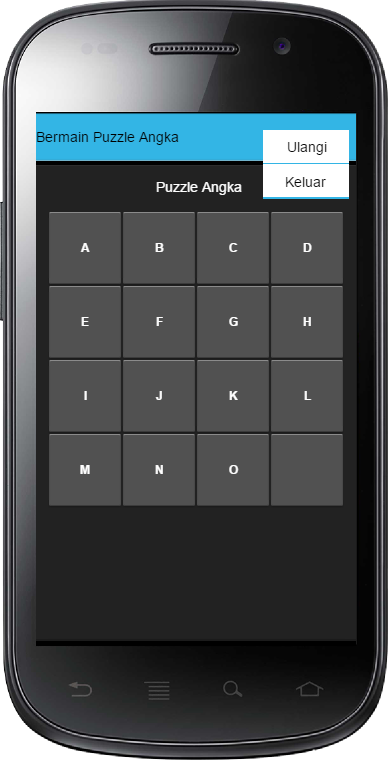 Bermain Puzzle Angka
Ulangi
Keluar
Puzzle Angka
A B C D
E F G H
I J K L
M N O